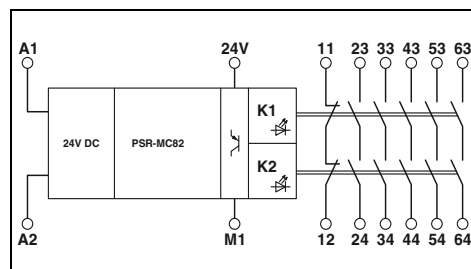 A1 24V 11 23 33 43 53 63
24V DC PSR-MC82 K1
K2
A2 M1 12 24 34 44 54 64